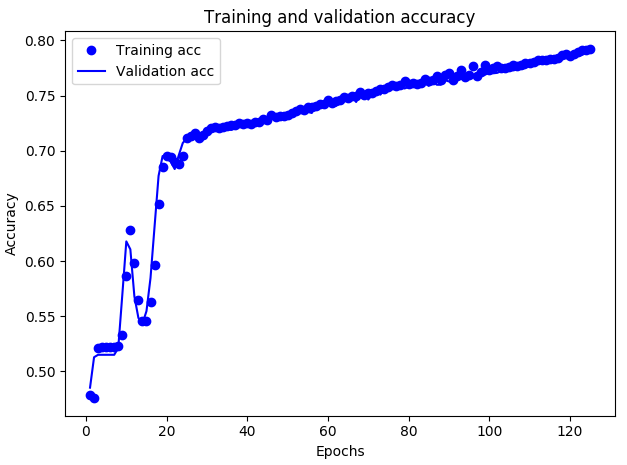 Training and validation accuracy
Training acc
Validation acc
0.80
0.75
0.70
0.65
0.60
0.55
0.50
Accuracy
0 20 40 60 80 100 120
Epochs